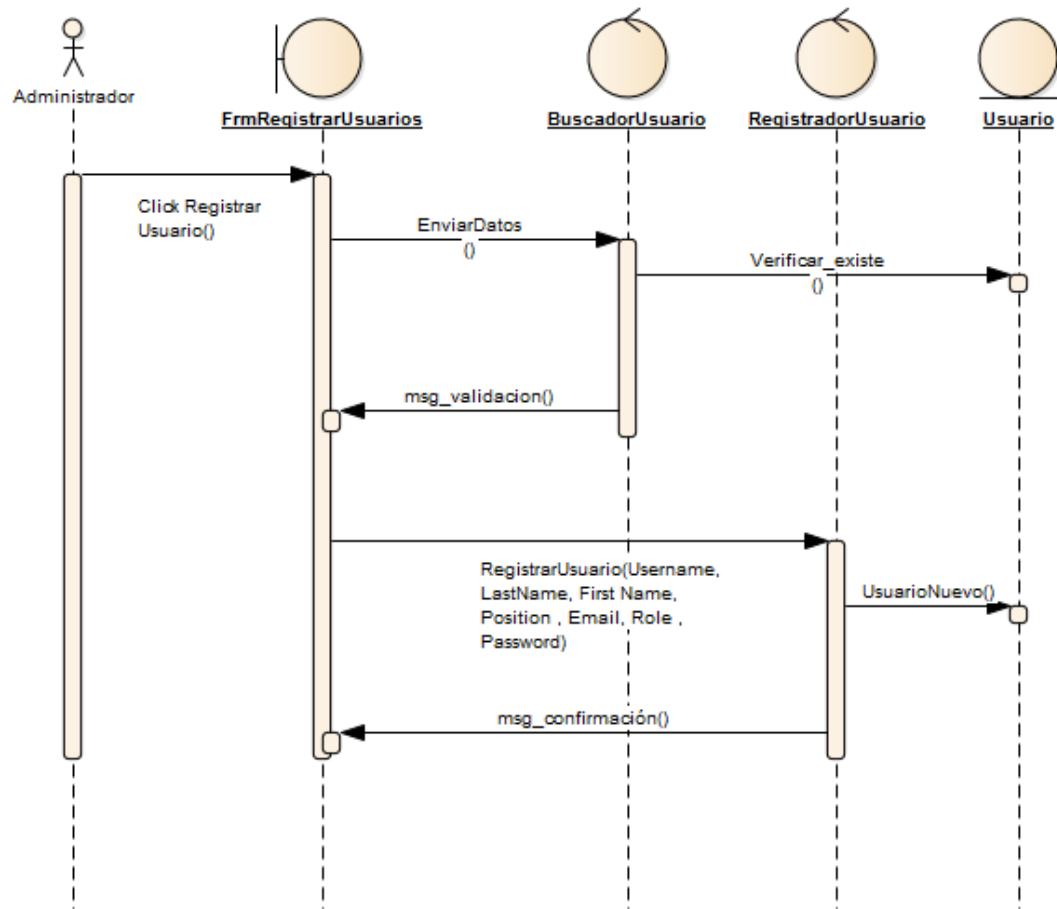 Administrador
FrmRegistrarUsuarios
BuscadorUsuario
RegistradorUsuario
Usuario
Click Registrar
Usuario()
EnviarDatos
()
Verificar_existe
()
msg_validacion()
RegistrarUsuario(Username,
LastName, First Name,
Position , Email, Role ,
Password)
UsuarioNuevo()
msg_confirmación()